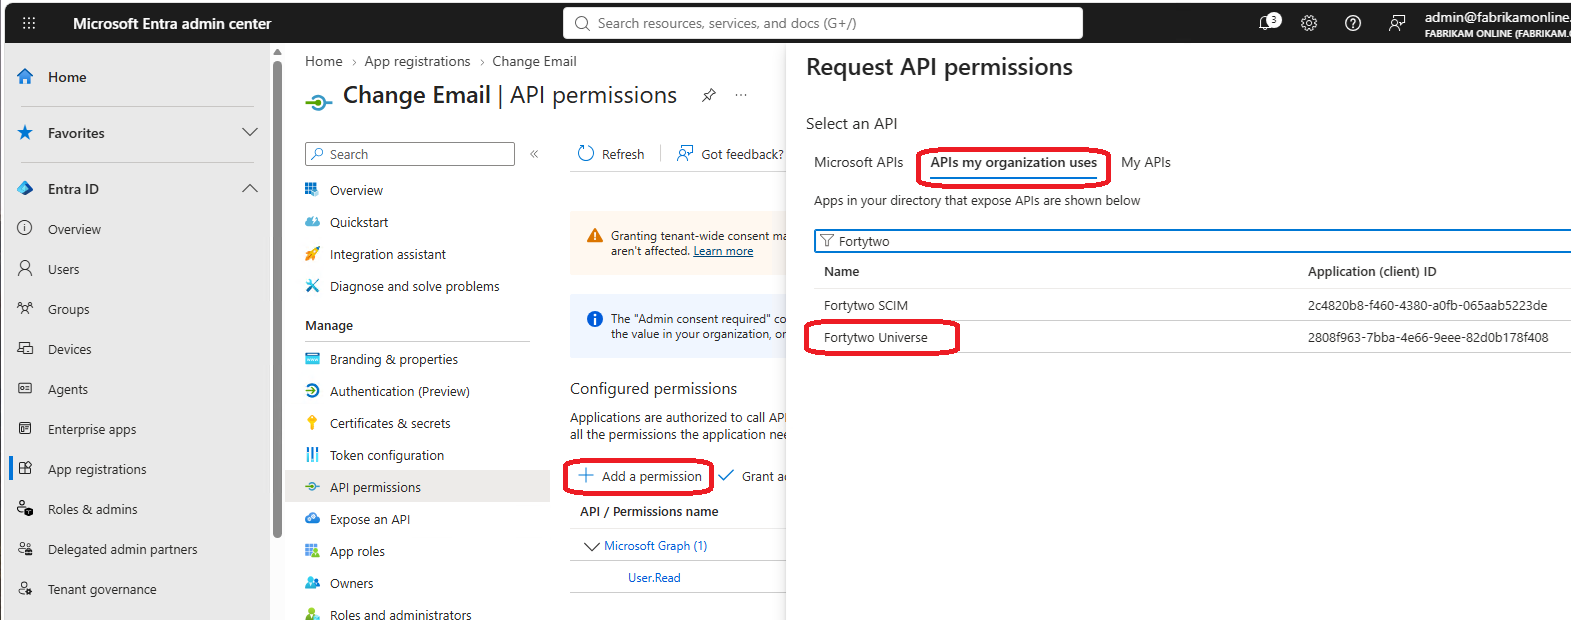 Microsoft Entra admin center
Search resources, services, and docs (G+/)
3
admin@fabrikamonline.
FABRIKAM ONLINE (FABRIKAM.
Home
Favorites
Entra ID
Overview
Users
Groups
Devices
Agents
Enterprise apps
App registrations
Roles & admins
Delegated admin partners
Tenant governance
Home > App registrations > Change Email
Change Email | API permissions
Search
Overview
Quickstart
Integration assistant
Diagnose and solve problems
Manage
Branding & properties
Authentication (Preview)
Certificates & secrets
Token configuration
API permissions
Expose an API
App roles
Owners
Roles and administrators
Refresh
Got feedback?
Granting tenant-wide consent ma
aren't affected. Learn more
The "Admin consent required" co
the value in your organization, or
Configured permissions
Applications are authorized to call API
all the permissions the application nee
Add a permission
Grant a
API / Permissions name
Microsoft Graph (1)
User.Read
Request API permissions
Select an API
Microsoft APIs
APIs my organization uses
My APIs
Apps in your directory that expose APIs are shown below
Fortytwo
Name
Application (client) ID
Fortytwo SCIM
2c4820b8-f460-4380-a0fb-065aab5223de
Fortytwo Universe
2808f963-7bba-4e66-9eee-82d0b178f408